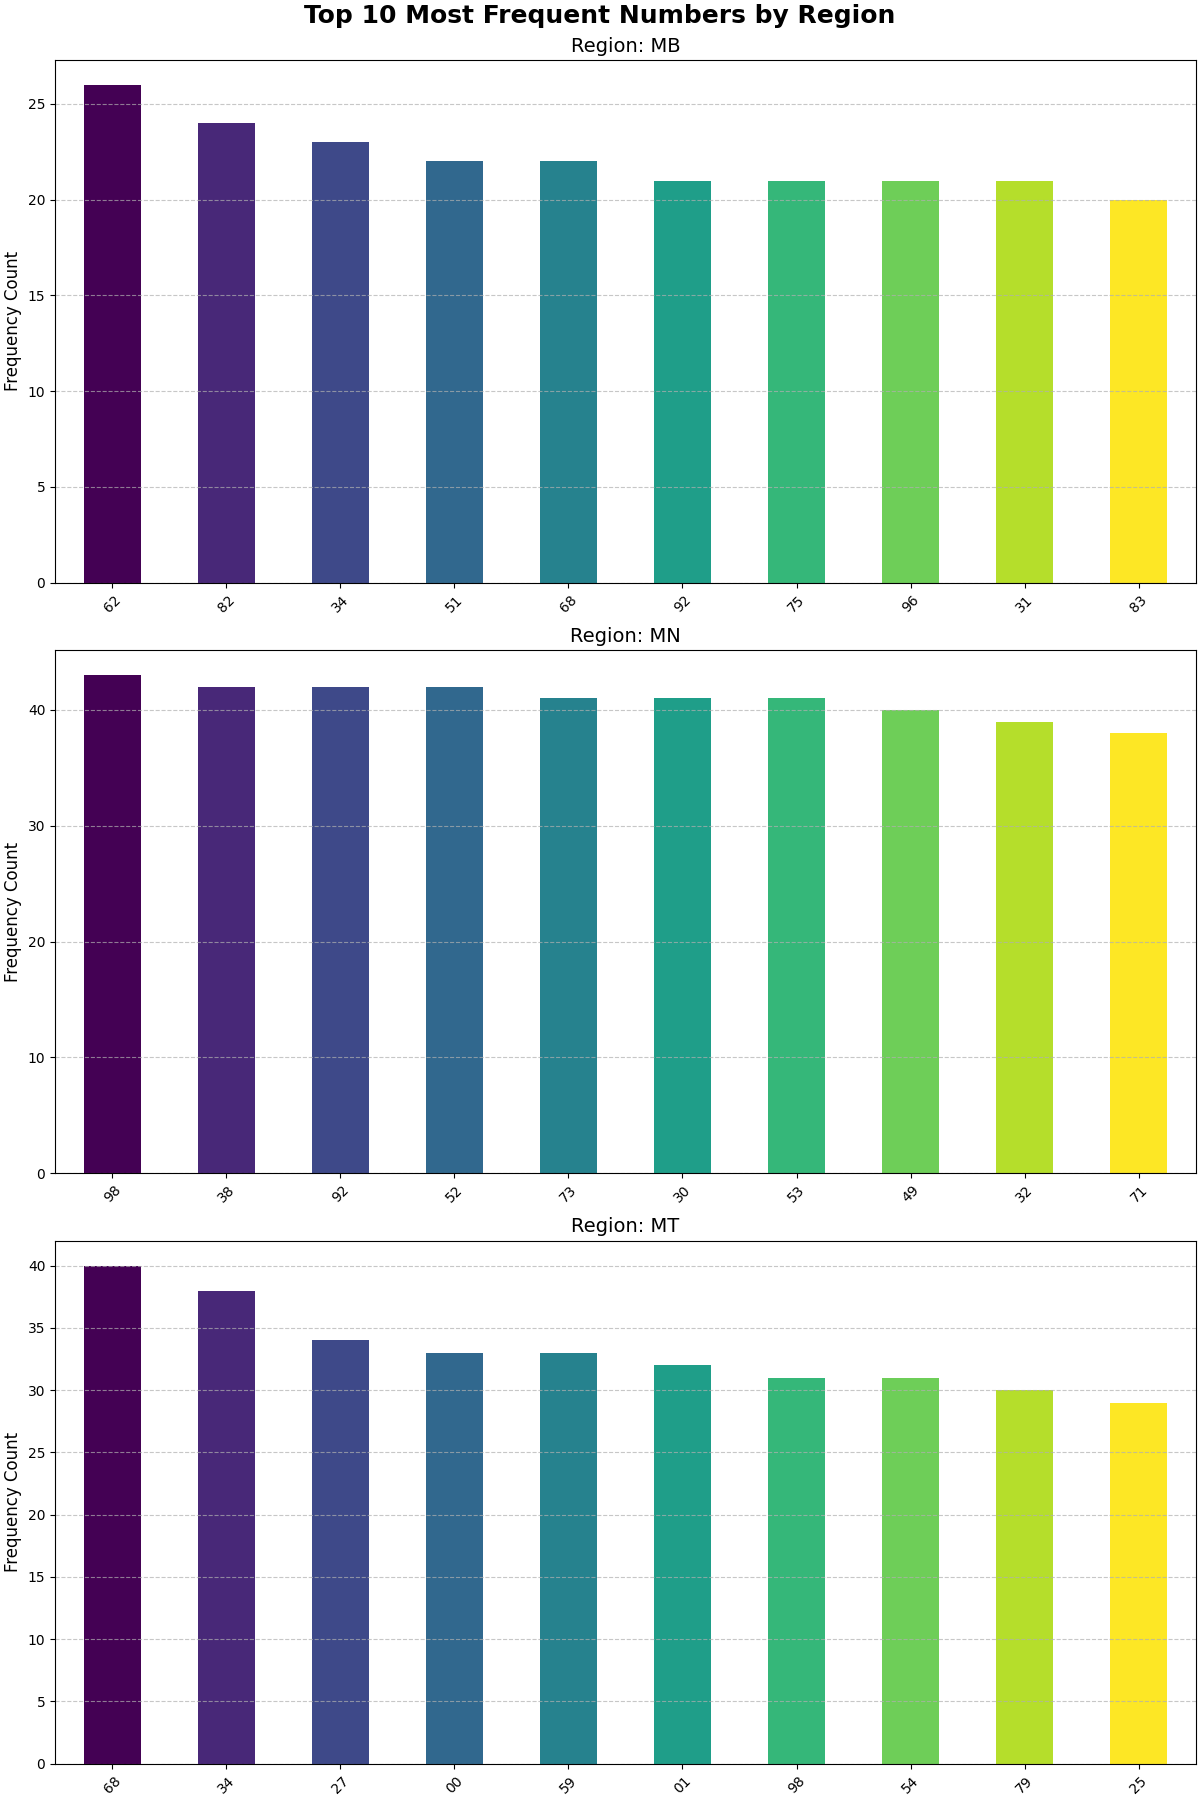 Top 10 Most Frequent Numbers by Region
Region: MB
Frequency Count
25
20
15
10
5
0
62 82 34 51 68 92 75 96 31 83
Region: MN
Frequency Count
40
30
20
10
0
98 38 92 52 73 30 53 49 32 71
Region: MT
Frequency Count
40
35
30
25
20
15
10
5
0
68 34 27 00 59 01 98 54 79 25